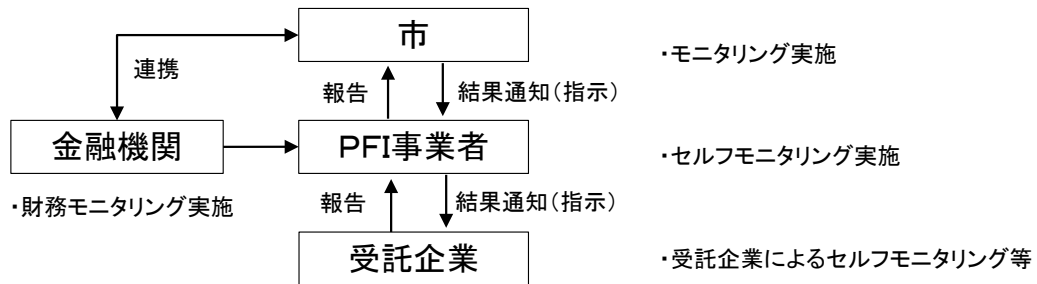 市
・モニタリング実施
連携
報告
結果通知（指示）
金融機関
PFI事業者
・セルフモニタリング実施
・財務モニタリング実施
報告
結果通知（指示）
受託企業
・受託企業によるセルフモニタリング等